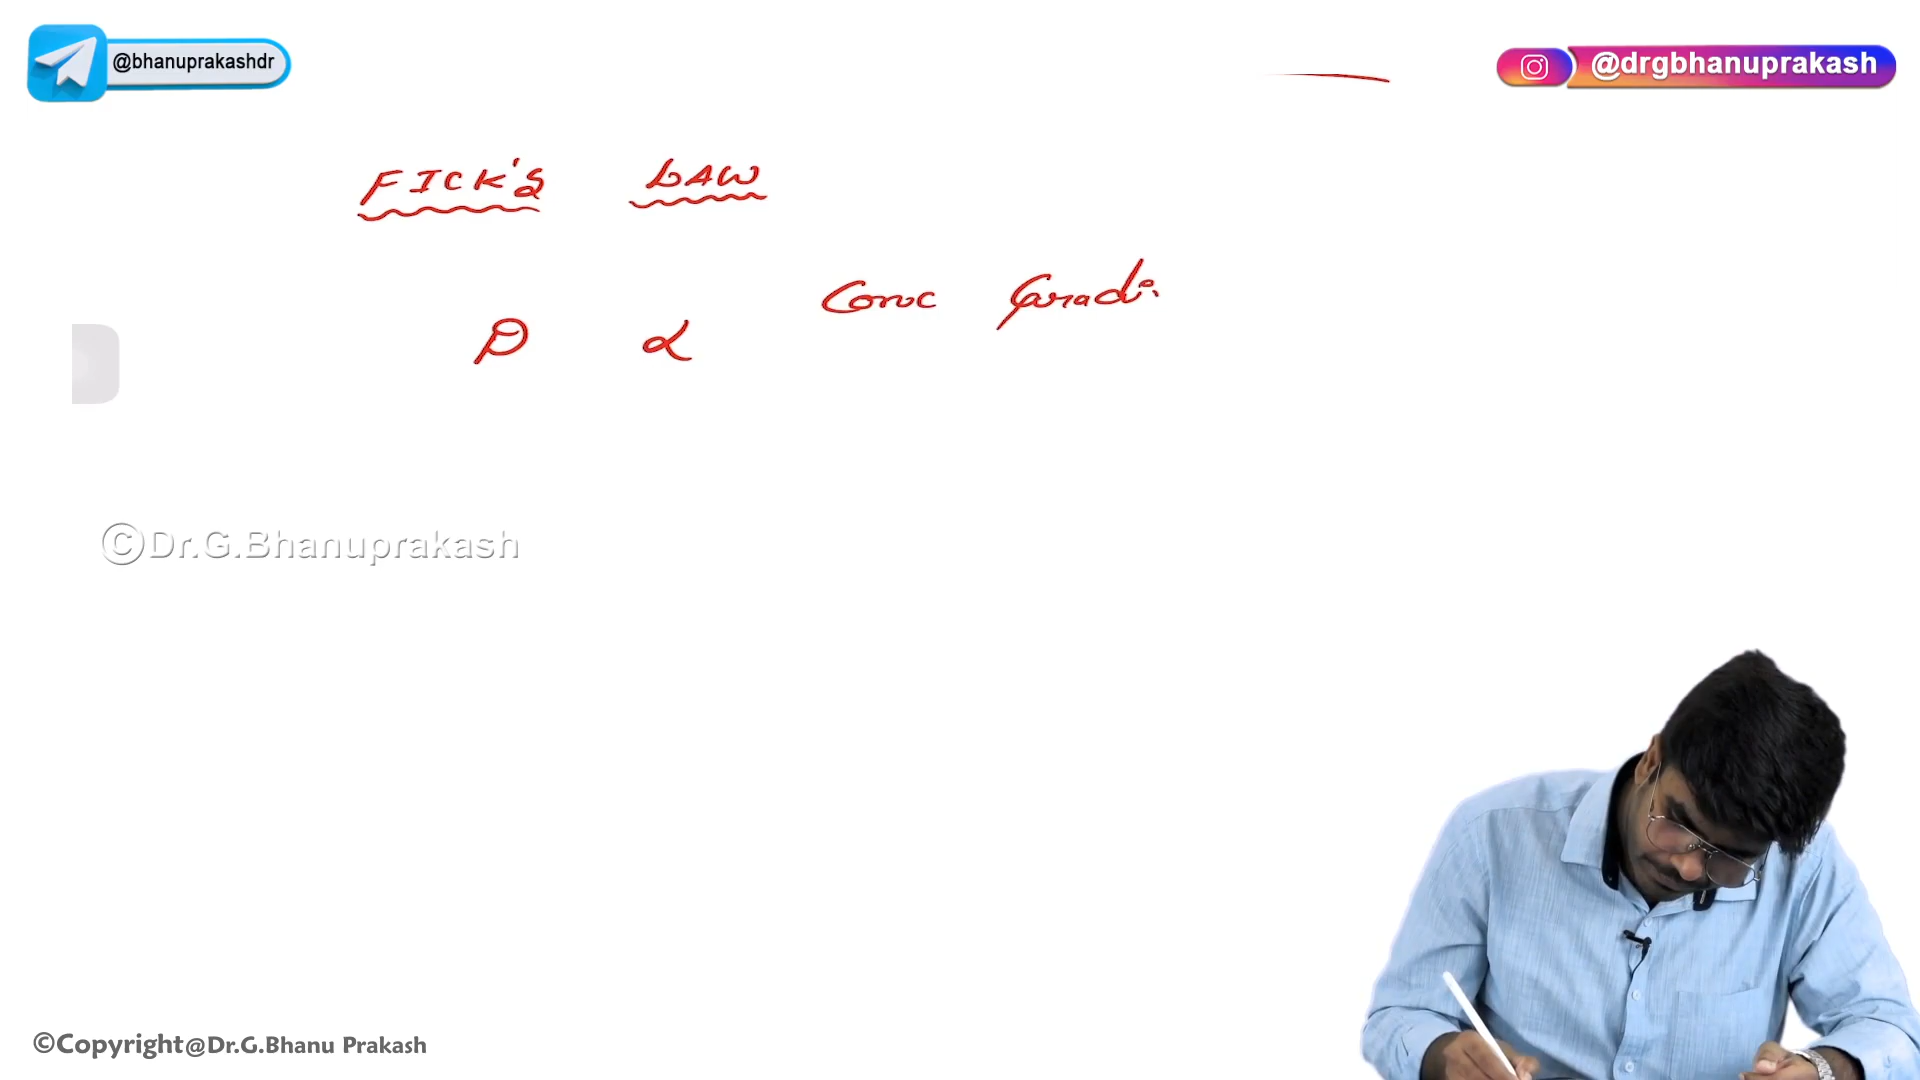 @bhanuprakashdr
@drgbhanuprakash
FICK'S LAW
Conc Gradi
D α
©Dr.G.Bhanuprakash
©Copyright@Dr.G.Bhanu Prakash